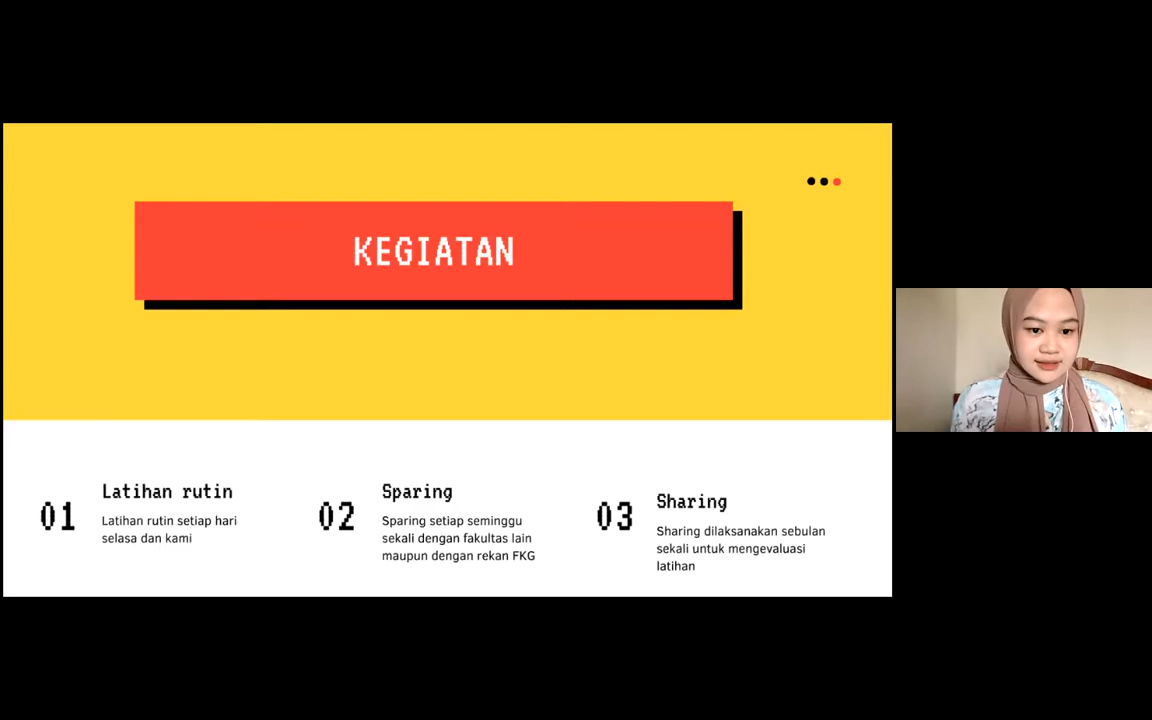 KEGIATAN
01
Latihan rutin
Latihan rutin setiap hari
selasa dan kami
02
Sparing
Sparing setiap seminggu
sekali dengan fakultas lain
maupun dengan rekan FKG
03
Sharing
Sharing dilaksanakan sebulan
sekali untuk mengevaluasi
latihan